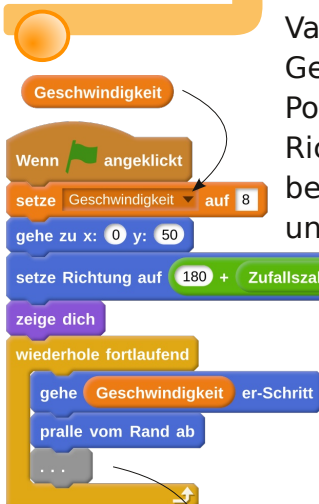 Geschwindigkeit
Wenn angeklickt
setze Geschwindigkeit auf 8
gehe zu x: 0 y: 50
setze Richtung auf 180 +
zeige dich
wiederhole fortlaufend
gehe Geschwindigkeit er-Schritt
pralle vom Rand ab
. . .
Va
Ge
Po
Ric
be
un